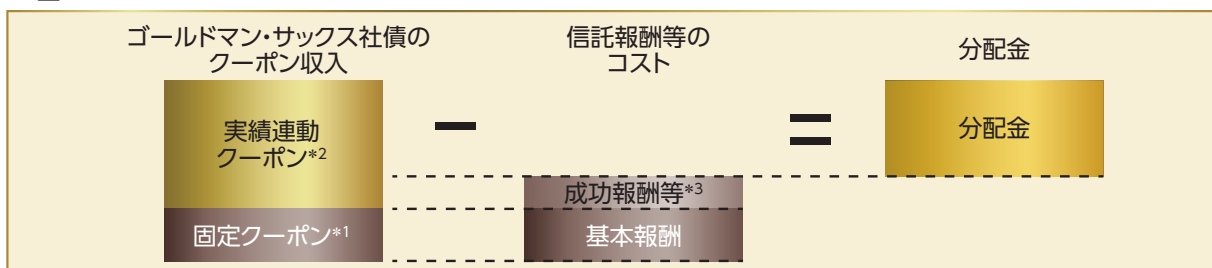 ゴールドマン・サックス社債の
クーポン収入
信託報酬等の
コスト
分配金
実績連動
クーポン*2
固定クーポン*1
−
成功報酬等*3
基本報酬
=
分配金